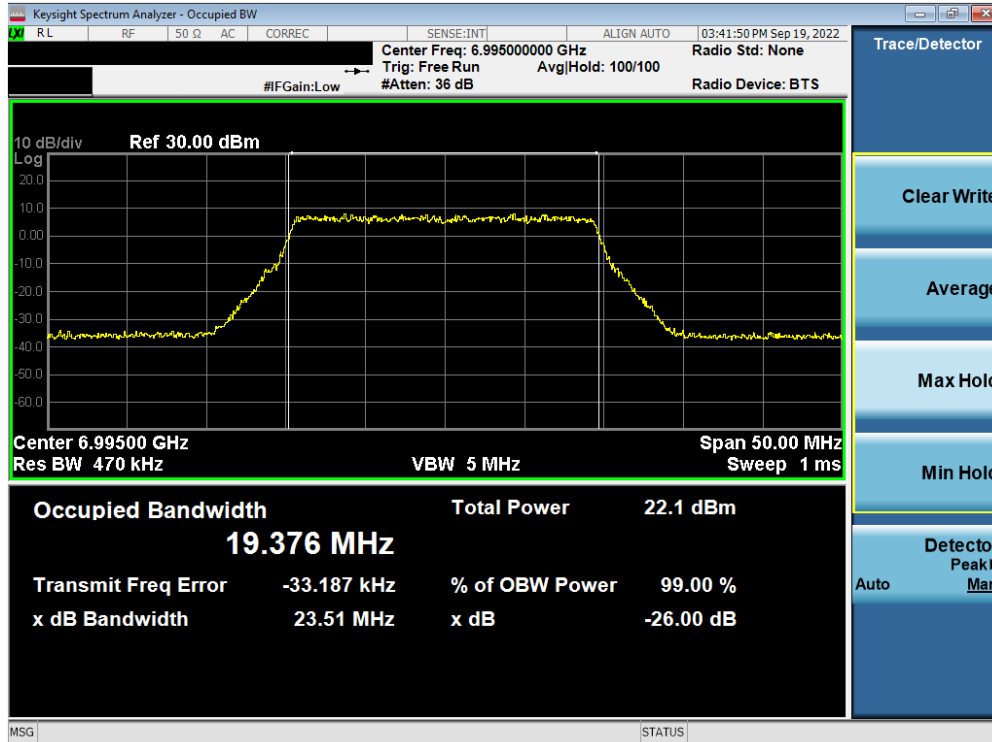 Keysight Spectrum Analyzer - Occupied BW
LXI RL RF 50 Ω AC CORREC SENSE:INT ALIGN AUTO 03:41:50 PM Sep 19, 2022
Center Freq: 6.995000000 GHz Radio Std: None
Trig: Free Run Avg|Hold: 100/100
#IFGain:Low #Atten: 36 dB Radio Device: BTS
10 dB/div Ref 30.00 dBm
Log
20.0
10.0
0.00
-10.0
-20.0
-30.0
-40.0
-50.0
-60.0
Center 6.99500 GHz Span 50.00 MHz
Res BW 470 kHz VBW 5 MHz Sweep 1 ms
Occupied Bandwidth Total Power 22.1 dBm
19.376 MHz
Transmit Freq Error -33.187 kHz % of OBW Power 99.00 %
x dB Bandwidth 23.51 MHz x dB -26.00 dB
MSG STATUS
Trace/Detector
Clear Write
Average
Max Hold
Min Hold
Detecto
Peak
Auto Man